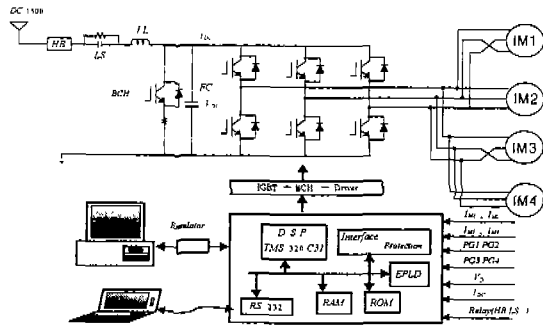 DC 1500
HB
LS
FL
BCH
FC
IM1
IM2
IM3
IM4
IGBT - BCH - Driver
DSP
TMS 320 C31
Interface
Protection
EPLD
RS 232
RAM
ROM
PG1 PG2
PG3 PG4